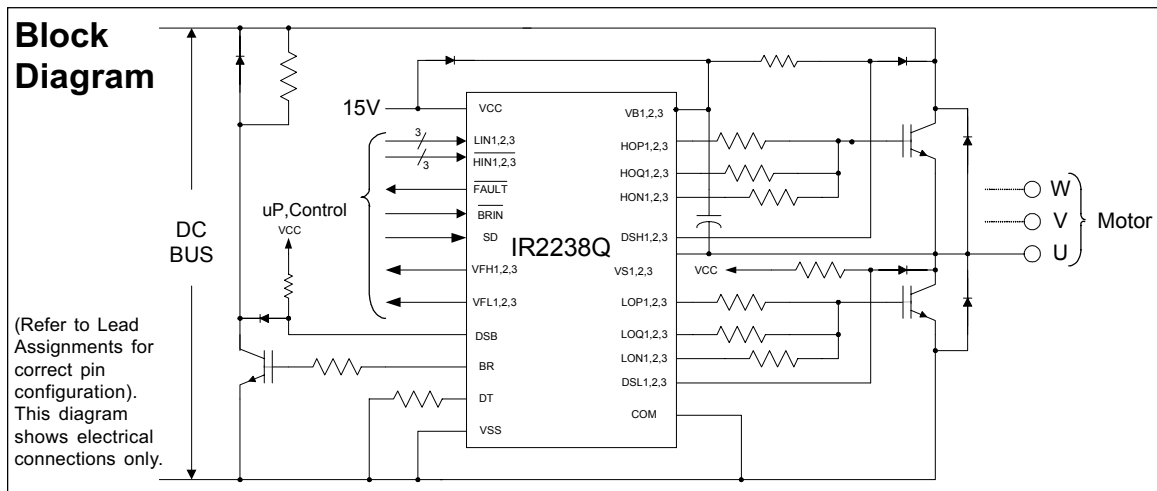 Block
Diagram
15V
VCC
LIN1,2,3
HIN1,2,3
FAULT
BRIN
SD
VFH1,2,3
VFL1,2,3
DSB
BR
DT
VSS
3
3
uP,Control
VCC
DC
BUS
IR2238Q
VB1,2,3
HOP1,2,3
HOQ1,2,3
HON1,2,3
DSH1,2,3
VS1,2,3
LOP1,2,3
LOQ1,2,3
LON1,2,3
DSL1,2,3
COM
VCC
W
V
U
Motor
(Refer to Lead
Assignments for
correct pin
configuration).
This diagram
shows electrical
connections only.